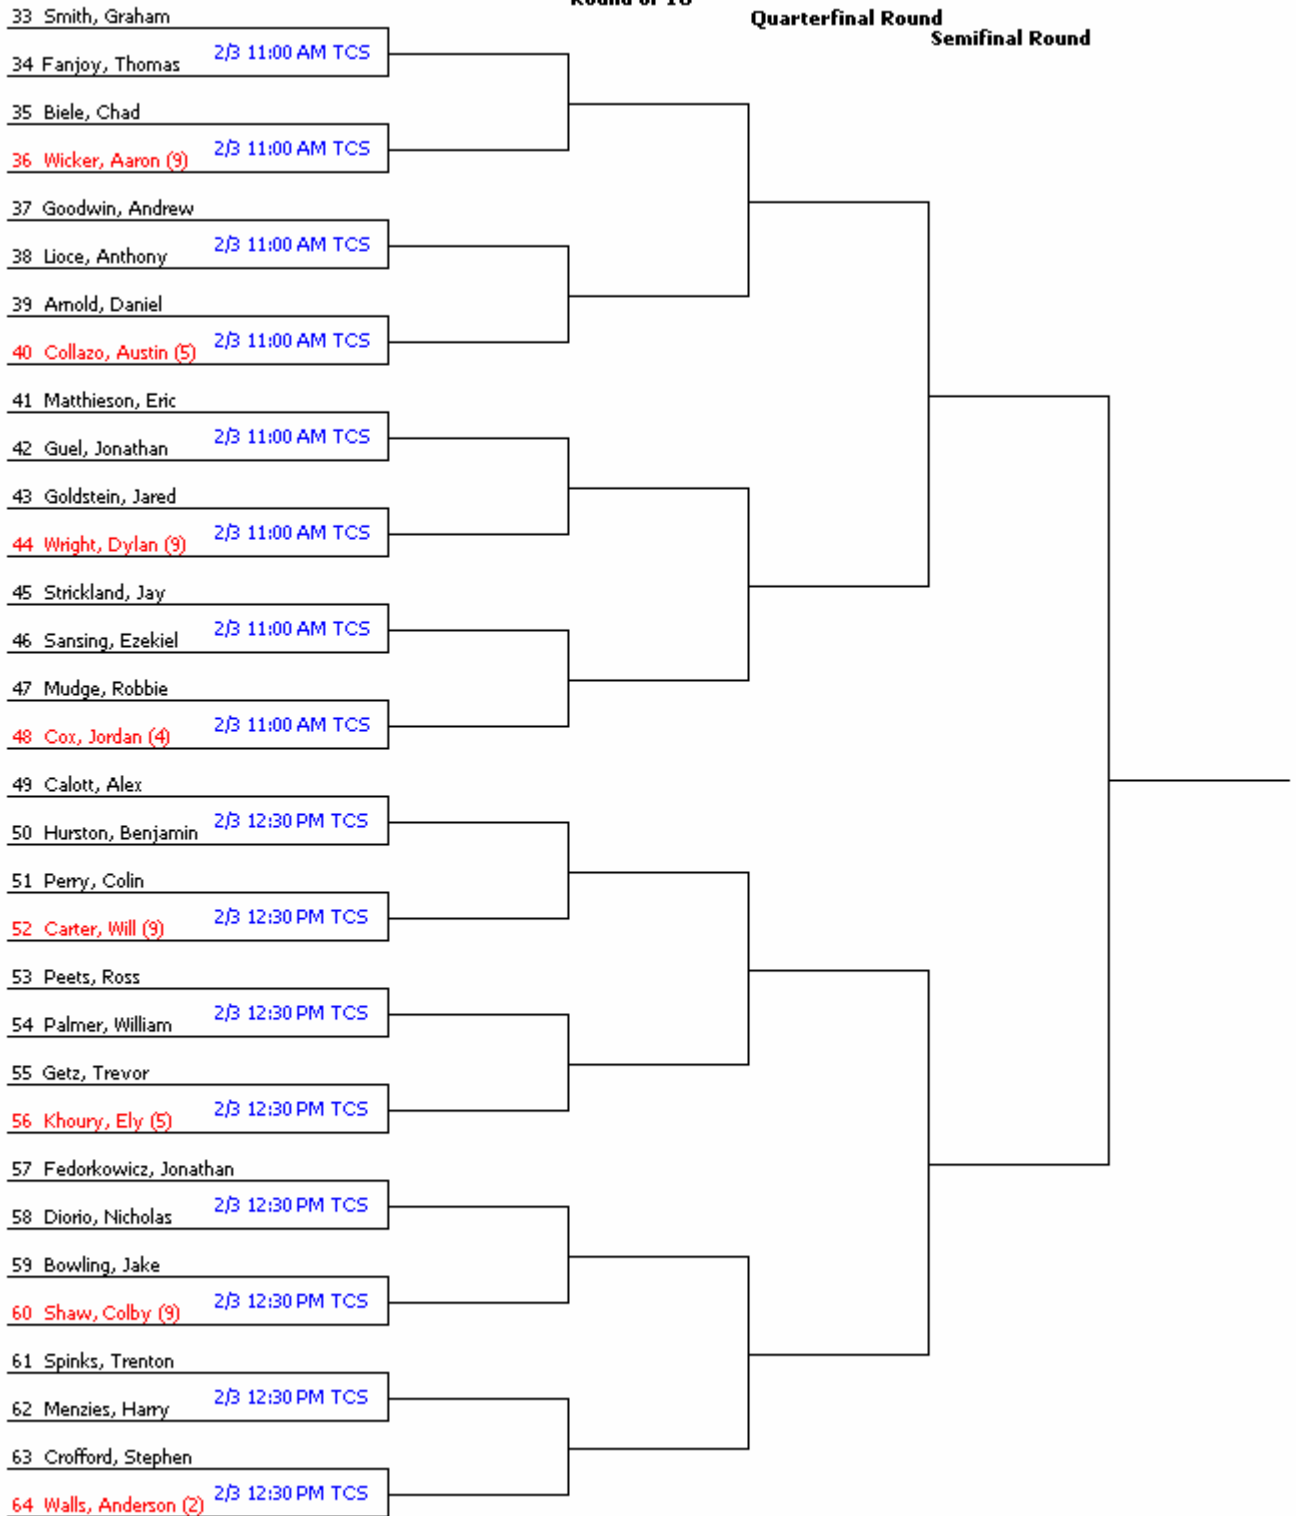 Round of 16
Quarterfinal Round
Semifinal Round
33 Smith, Graham
2/3 11:00 AM TCS
34 Fanjoy, Thomas
35 Biele, Chad
2/3 11:00 AM TCS
36 Wicker, Aaron (9)
37 Goodwin, Andrew
2/3 11:00 AM TCS
38 Lioce, Anthony
39 Arnold, Daniel
2/3 11:00 AM TCS
40 Collazo, Austin (5)
41 Matthieson, Eric
2/3 11:00 AM TCS
42 Guel, Jonathan
43 Goldstein, Jared
2/3 11:00 AM TCS
44 Wright, Dylan (9)
45 Strickland, Jay
2/3 11:00 AM TCS
46 Sansing, Ezekiel
47 Mudge, Robbie
2/3 11:00 AM TCS
48 Cox, Jordan (4)
49 Calott, Alex
2/3 12:30 PM TCS
50 Hurston, Benjamin
51 Perry, Colin
2/3 12:30 PM TCS
52 Carter, Will (9)
53 Peets, Ross
2/3 12:30 PM TCS
54 Palmer, William
55 Getz, Trevor
2/3 12:30 PM TCS
56 Khoury, Ely (5)
57 Fedorkowicz, Jonathan
2/3 12:30 PM TCS
58 Diorio, Nicholas
59 Bowling, Jake
2/3 12:30 PM TCS
60 Shaw, Colby (9)
61 Spinks, Trenton
2/3 12:30 PM TCS
62 Menzies, Harry
63 Crofford, Stephen
2/3 12:30 PM TCS
64 Walls, Anderson (2)